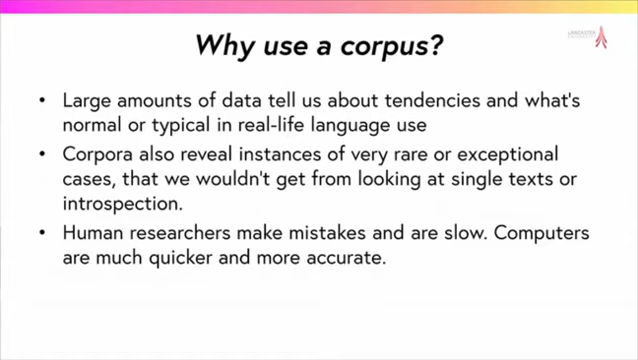 Why use a corpus?
• Large amounts of data tell us about tendencies and what's
normal or typical in real-life language use
• Corpora also reveal instances of very rare or exceptional
cases, that we wouldn't get from looking at single texts or
introspection.
• Human researchers make mistakes and are slow. Computers
are much quicker and more accurate.